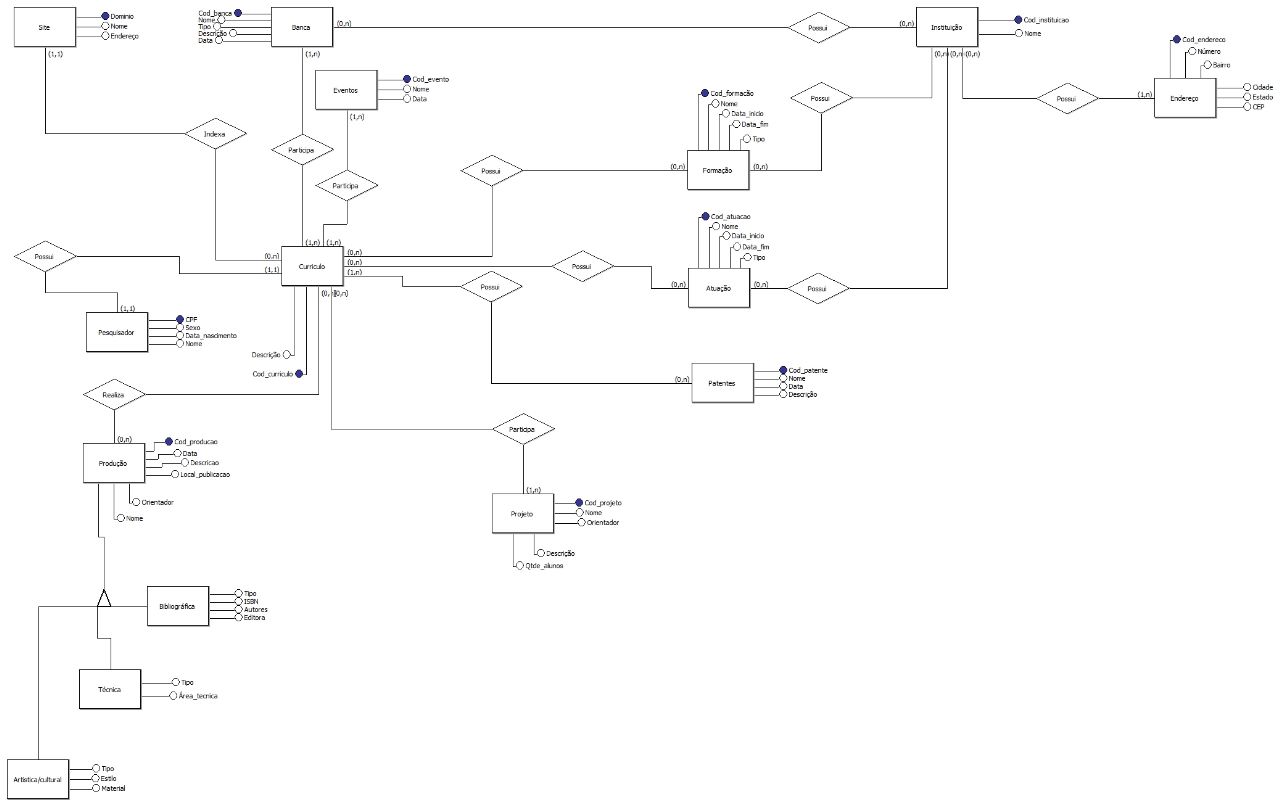 Site
Dominio
Nome
Endereço
(1,1)
Cod_banca
Nome
Tipo
Descrição
Data
Banca
(0,n)
(1,n)
Possui
(0,n)
Instituição
Cod_instituicao
Nome
(0,n)
(0,n)
(0,n)
Cod_endereco
Número
Bairro
Possui
(1,n)
Endereço
Cidade
Estado
CEP
Eventos
Cod_evento
Nome
Data
(1,n)
Indexa
Participa
Participa
Cod_formação
Nome
Data_inicio
Data_fim
Tipo
Possui
Possui
(0,n)
Formação
(0,n)
Cod_atuacao
Nome
Data_inicio
Data_fim
Tipo
(1,n)
(1,n)
(0,n)
(0,n)
(1,n)
(0,n)
(1,1)
Currículo
Possui
Possui
Possui
(0,n)
Atuação
(0,n)
Possui
(1,1)
Pesquisador
CPF
Sexo
Data_nascimento
Nome
(0,n)
Descrição
Cod_curriculo
Possui
(0,n)
Patentes
Cod_patente
Nome
Data
Descrição
Realiza
(0,n)
Produção
Cod_producao
Data
Descricao
Local_publicacao
Orientador
Nome
Participa
(1,n)
Projeto
Cod_projeto
Nome
Orientador
Descrição
Qtde_alunos
Bibliográfica
Tipo
ISBN
Autores
Editora
Técnica
Tipo
Área_tecnica
Artística/cultural
Tipo
Estilo
Material